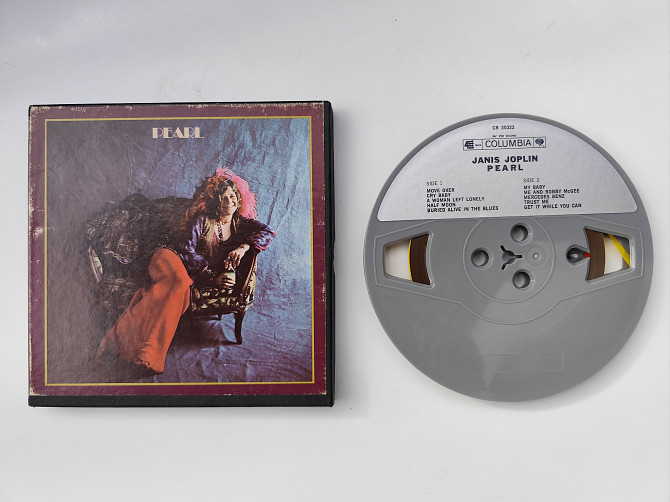 PEARL
CR 30322
COLUMBIA
JANIS JOPLIN
PEARL
SIDE 1
MOVE OVER
CRY BABY
A WOMAN LEFT LONELY
HALF MOON
BURIED ALIVE IN THE BLUES
SIDE 2
MY BABY
ME AND BOBBY McGEE
MERCEDES BENZ
TRUST ME
GET IT WHILE YOU CAN